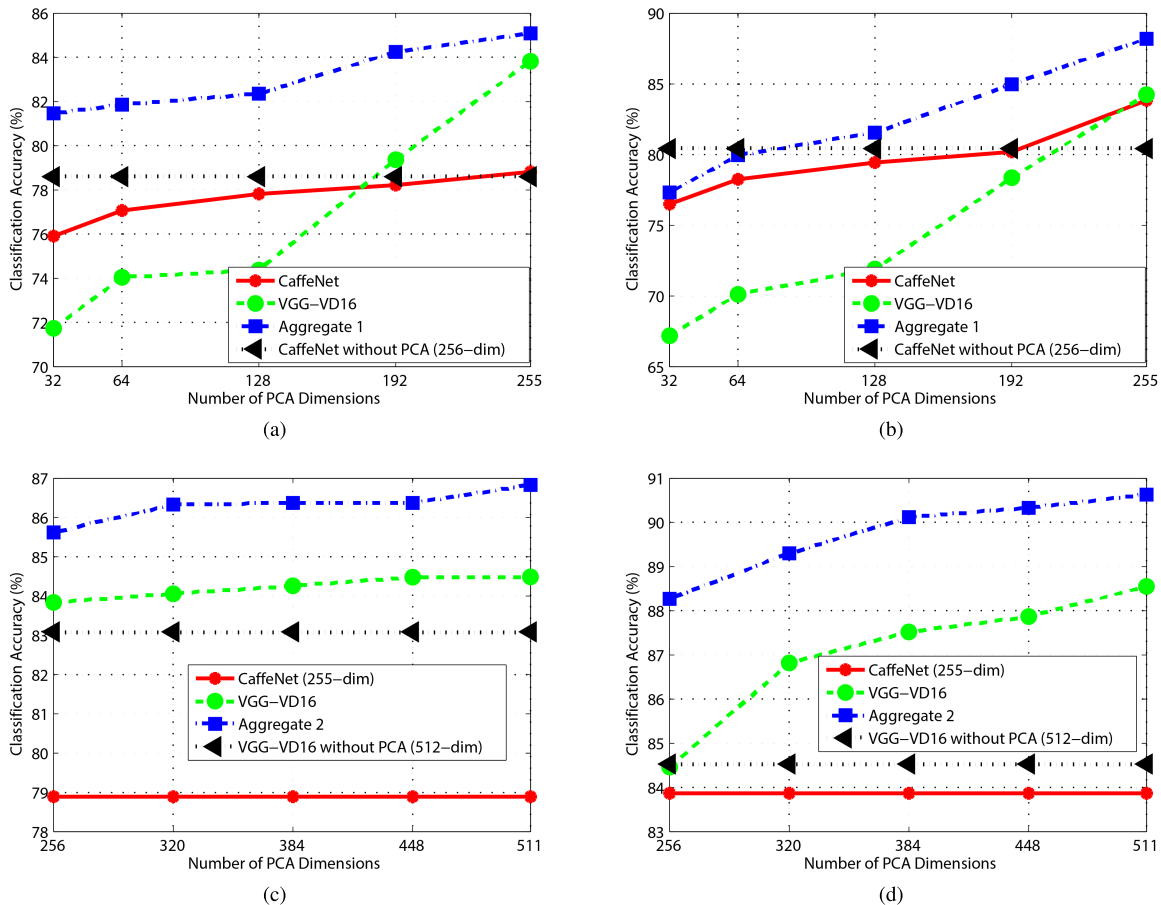 86
84
82
80
78
76
74
72
70
32
64
128
192
255
Classification Accuracy (%)
Number of PCA Dimensions
CaffeNet
VGG−VD16
Aggregate 1
CaffeNet without PCA (256−dim)
(a)
90
85
80
75
70
65
32
64
128
192
255
Classification Accuracy (%)
Number of PCA Dimensions
CaffeNet
VGG−VD16
Aggregate 1
CaffeNet without PCA (256−dim)
(b)
87
86
85
84
83
82
81
80
79
78
256
320
384
448
511
Classification Accuracy (%)
Number of PCA Dimensions
CaffeNet (255−dim)
VGG−VD16
Aggregate 2
VGG−VD16 without PCA (512−dim)
(c)
91
90
89
88
87
86
85
84
83
256
320
384
448
511
Classification Accuracy (%)
Number of PCA Dimensions
CaffeNet (255−dim)
VGG−VD16
Aggregate 2
VGG−VD16 without PCA (512−dim)
(d)